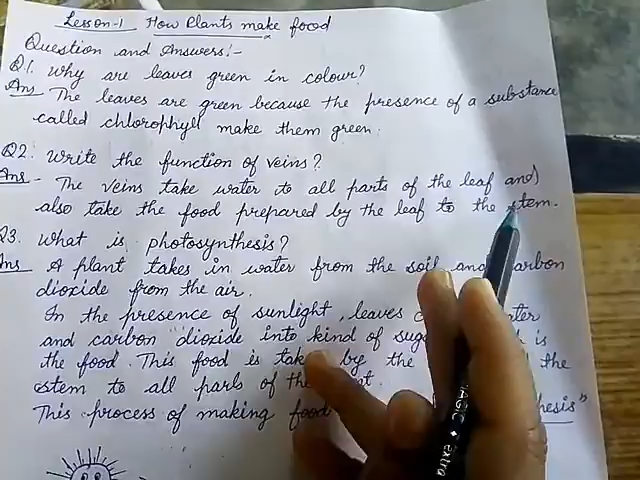 Lesson-1 How Plants make food
Question and Answers:-
Q1. Why are leaves green in colour?
Ans The leaves are green because the presence of a substance
called chlorophyll make them green.
Q2. Write the function of veins?
Ans - The veins take water to all parts of the leaf and
also take the food prepared by the leaf to the stem.
Q3. What is photosynthesis?
Ans A plant takes in water from the soil and carbon
dioxide from the air.
In the presence of sunlight, leaves
and carbon dioxide into kind of is
the food. This food is by the the
stem to all parts of
This process of making food
EXTRA